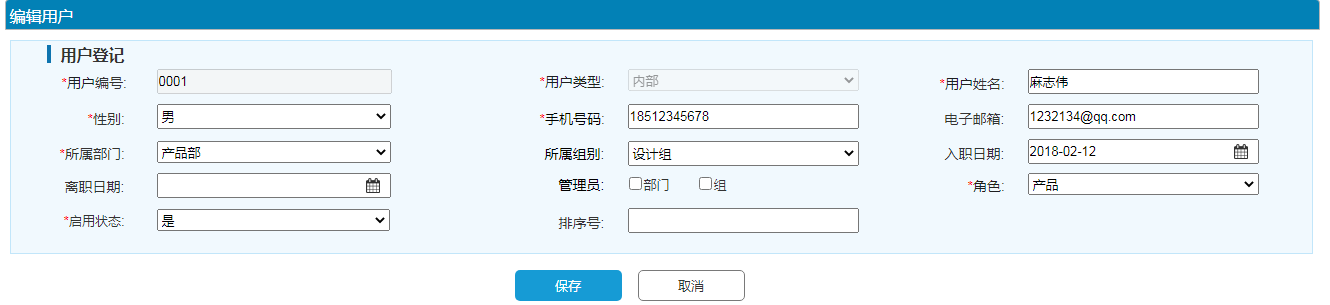 编辑用户
用户登记
*用户编号: 0001 *用户类型: 内部 *用户姓名: 麻志伟
*性别: 男 *手机号码: 18512345678 电子邮箱: 1232134@qq.com
*所属部门: 产品部 所属组别: 设计组 入职日期: 2018-02-12
离职日期: 管理员: 部门 组 *角色: 产品
*启用状态: 是 排序号:
保存 取消